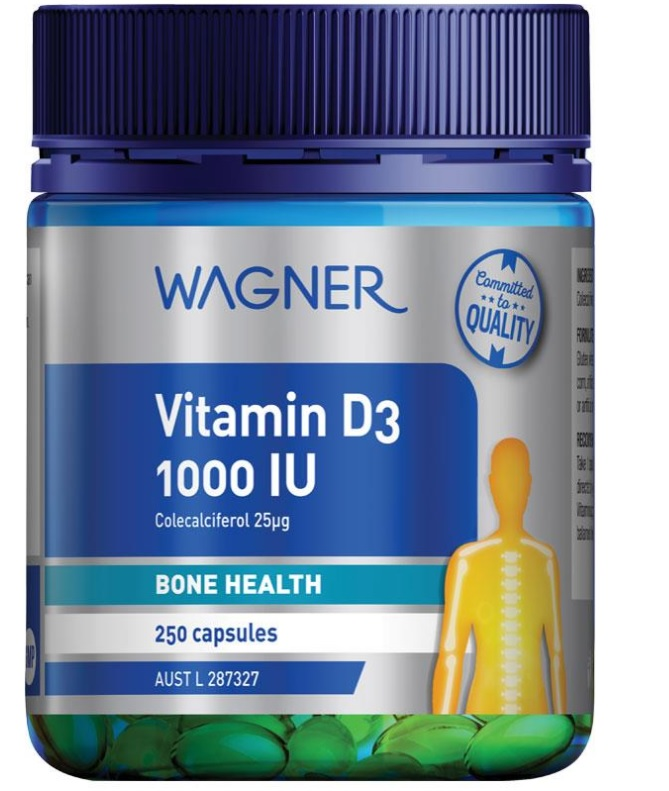 WAGNER
Committed
to
QUALITY
Vitamin D3
1000 IU
Colecalciferol 25µg
BONE HEALTH
250 capsules
AUST L 287327